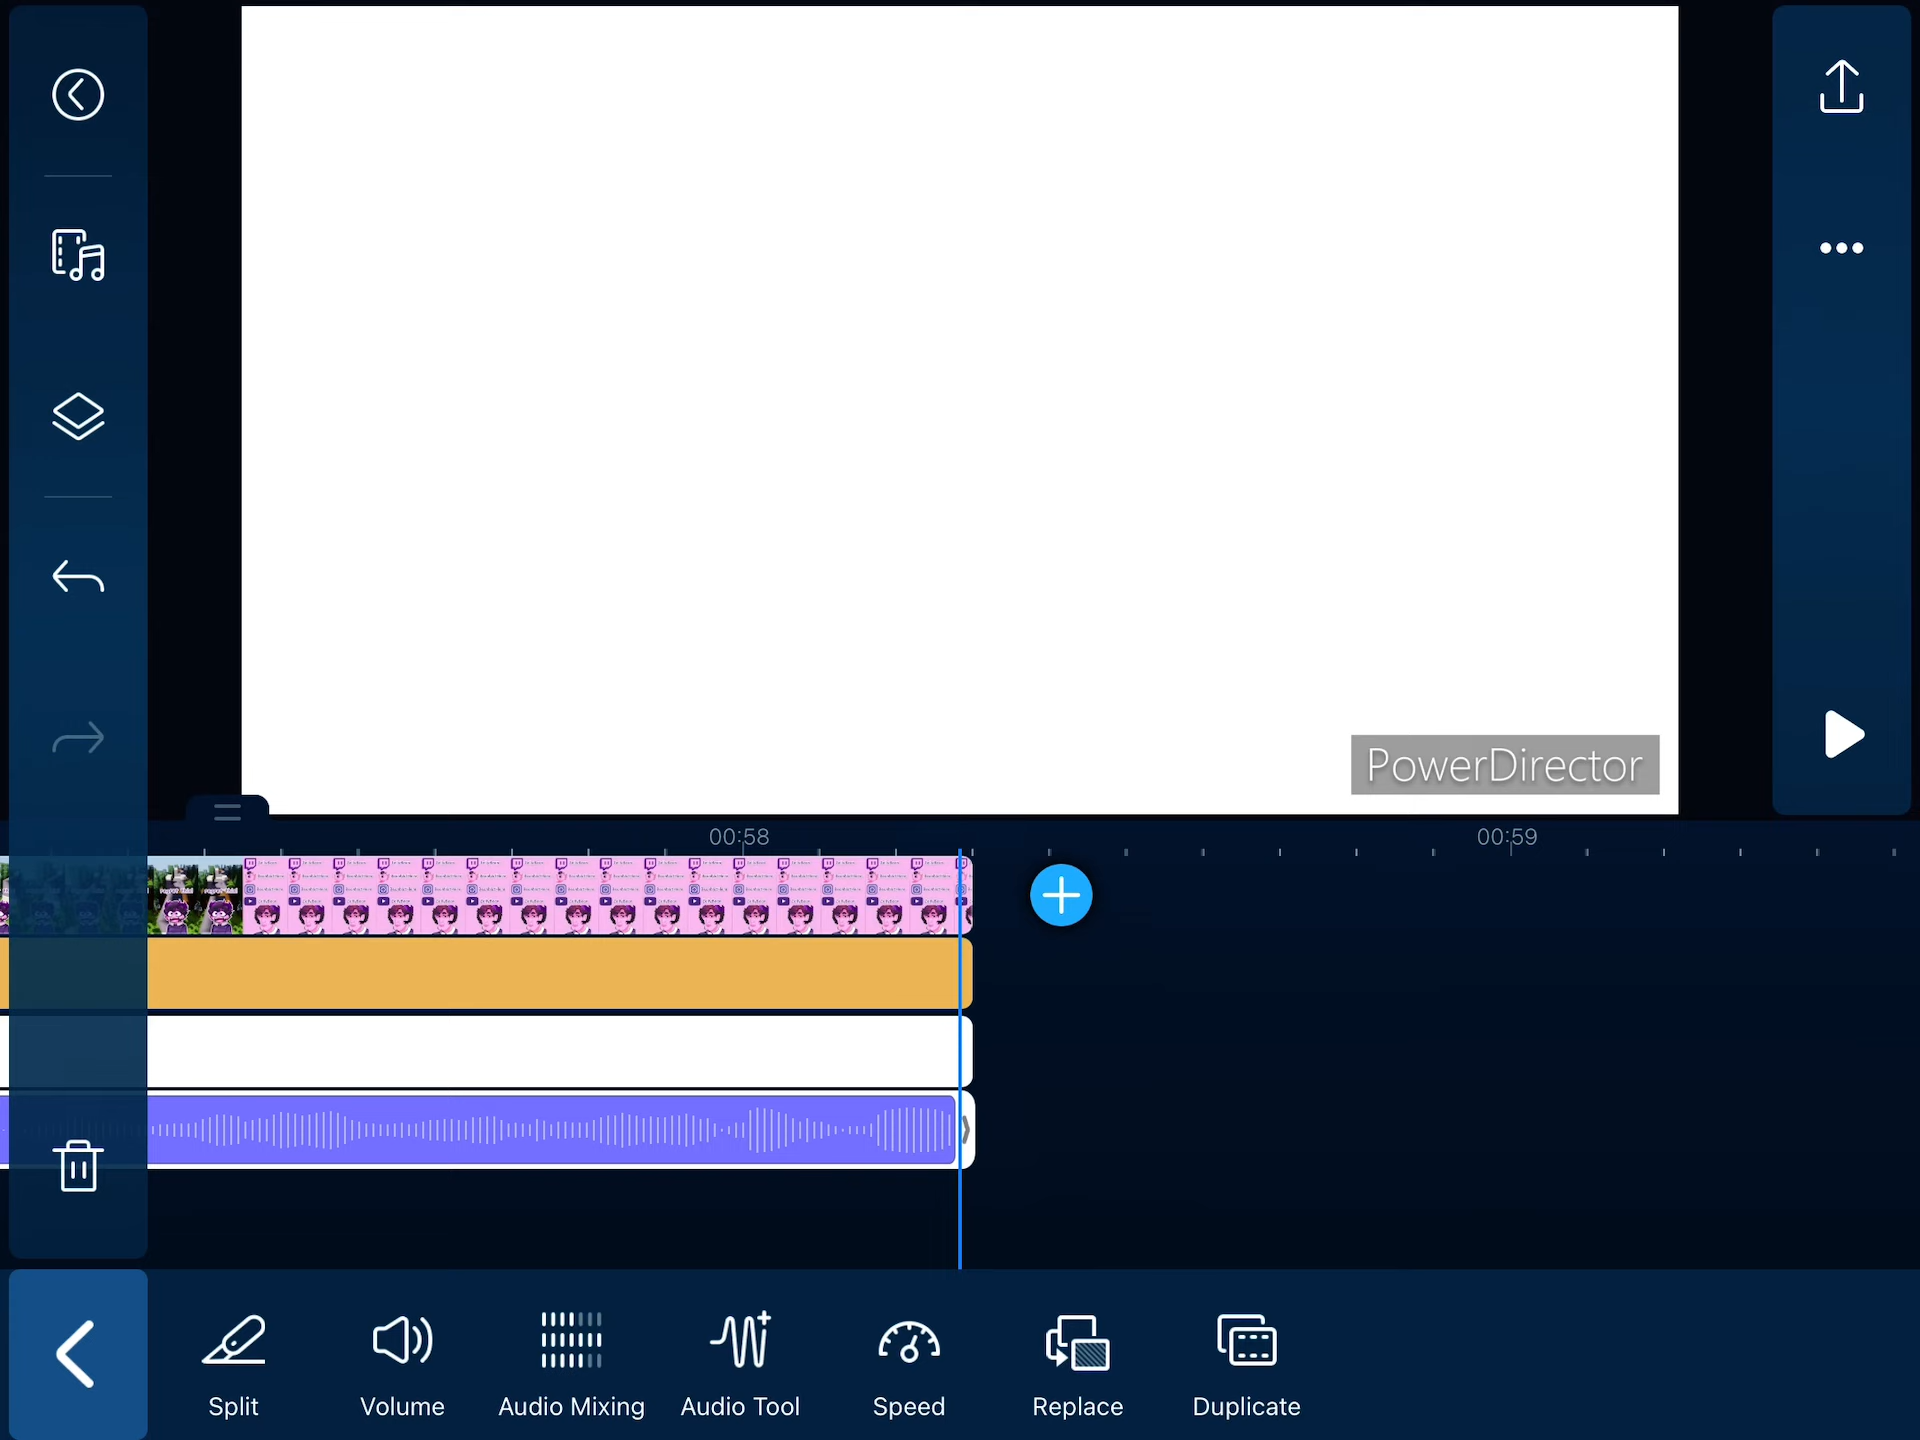 PowerDirector
00:58
00:59
Split
Volume
Audio Mixing
Audio Tool
Speed
Replace
Duplicate